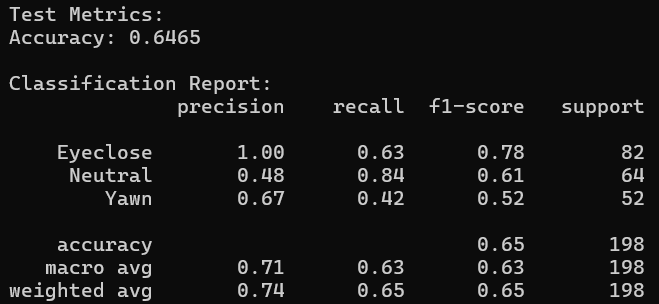 Test Metrics:
Accuracy: 0.6465
Classification Report:
precision recall f1-score support
Eyeclose 1.00 0.63 0.78 82
Neutral 0.48 0.84 0.61 64
Yawn 0.67 0.42 0.52 52
accuracy 0.65 198
macro avg 0.71 0.63 0.63 198
weighted avg 0.74 0.65 0.65 198